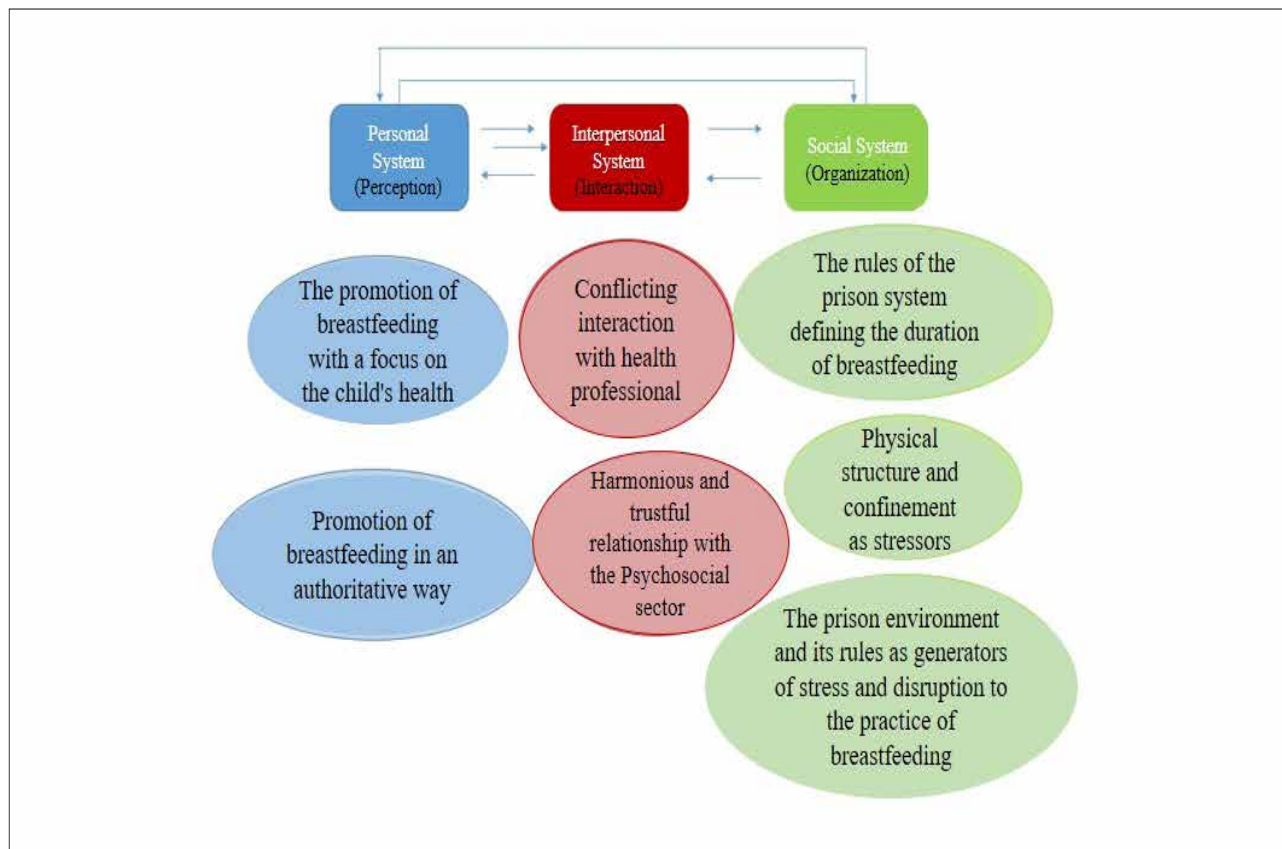 Personal
System
(Perception)
Interpersonal
System
(Interaction)
Social System
(Organization)
The promotion of
breastfeeding
with a focus on
the child's health
Conflicting
interaction
with health
professional
The rules of the
prison system
defining the duration
of breastfeeding
Promotion of
breastfeeding in an
authoritative way
Harmonious and
trustful
relationship with
the Psychosocial
sector
Physical
structure and
confinement
as stressors
The prison environment
and its rules as generators
of stress and disruption to
the practice of
breastfeeding